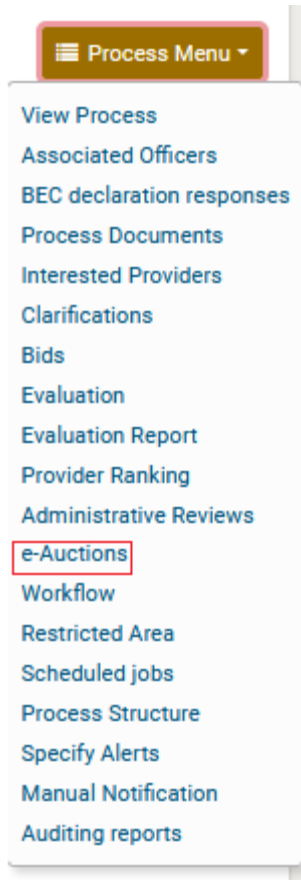 Process Menu
View Process
Associated Officers
BEC declaration responses
Process Documents
Interested Providers
Clarifications
Bids
Evaluation
Evaluation Report
Provider Ranking
Administrative Reviews
e-Auctions
Workflow
Restricted Area
Scheduled jobs
Process Structure
Specify Alerts
Manual Notification
Auditing reports